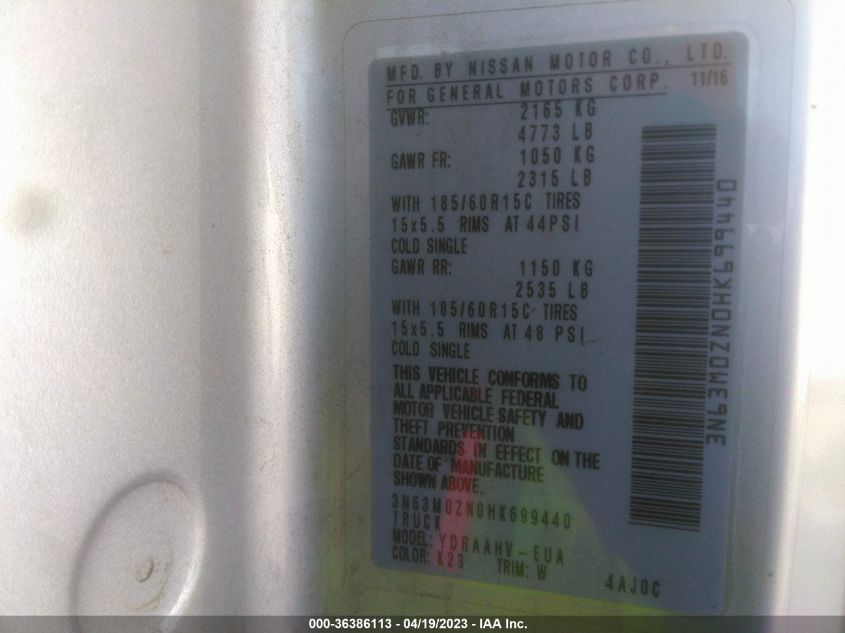 MFD. BY NISSAN MOTOR CO., LTD.
FOR GENERAL MOTORS CORP. 11/16
GVWR: 2165 KG
4773 LB
GAWR FR: 1050 KG
2315 LB
WITH 185/60R15C TIRES
15x5.5 RIMS AT 44PSI
COLD SINGLE
GAWR RR: 1150 KG
2535 LB
WITH 185/60R15C TIRES
15x5.5 RIMS AT 48 PSI
COLD SINGLE
THIS VEHICLE CONFORMS TO
ALL APPLICABLE FEDERAL
MOTOR VEHICLE SAFETY AND
THEFT PREVENTION
STANDARDS IN EFFECT ON THE
DATE OF MANUFACTURE
SHOWN ABOVE.
3N63M0ZN0HK699440
TRUCK
MODEL: YDRAAHV-EUA
COLOR: K23 TRIM: W 4AJ0C
3N63M0ZN0HK699440
000-36386113 - 04/19/2023 - IAA Inc.